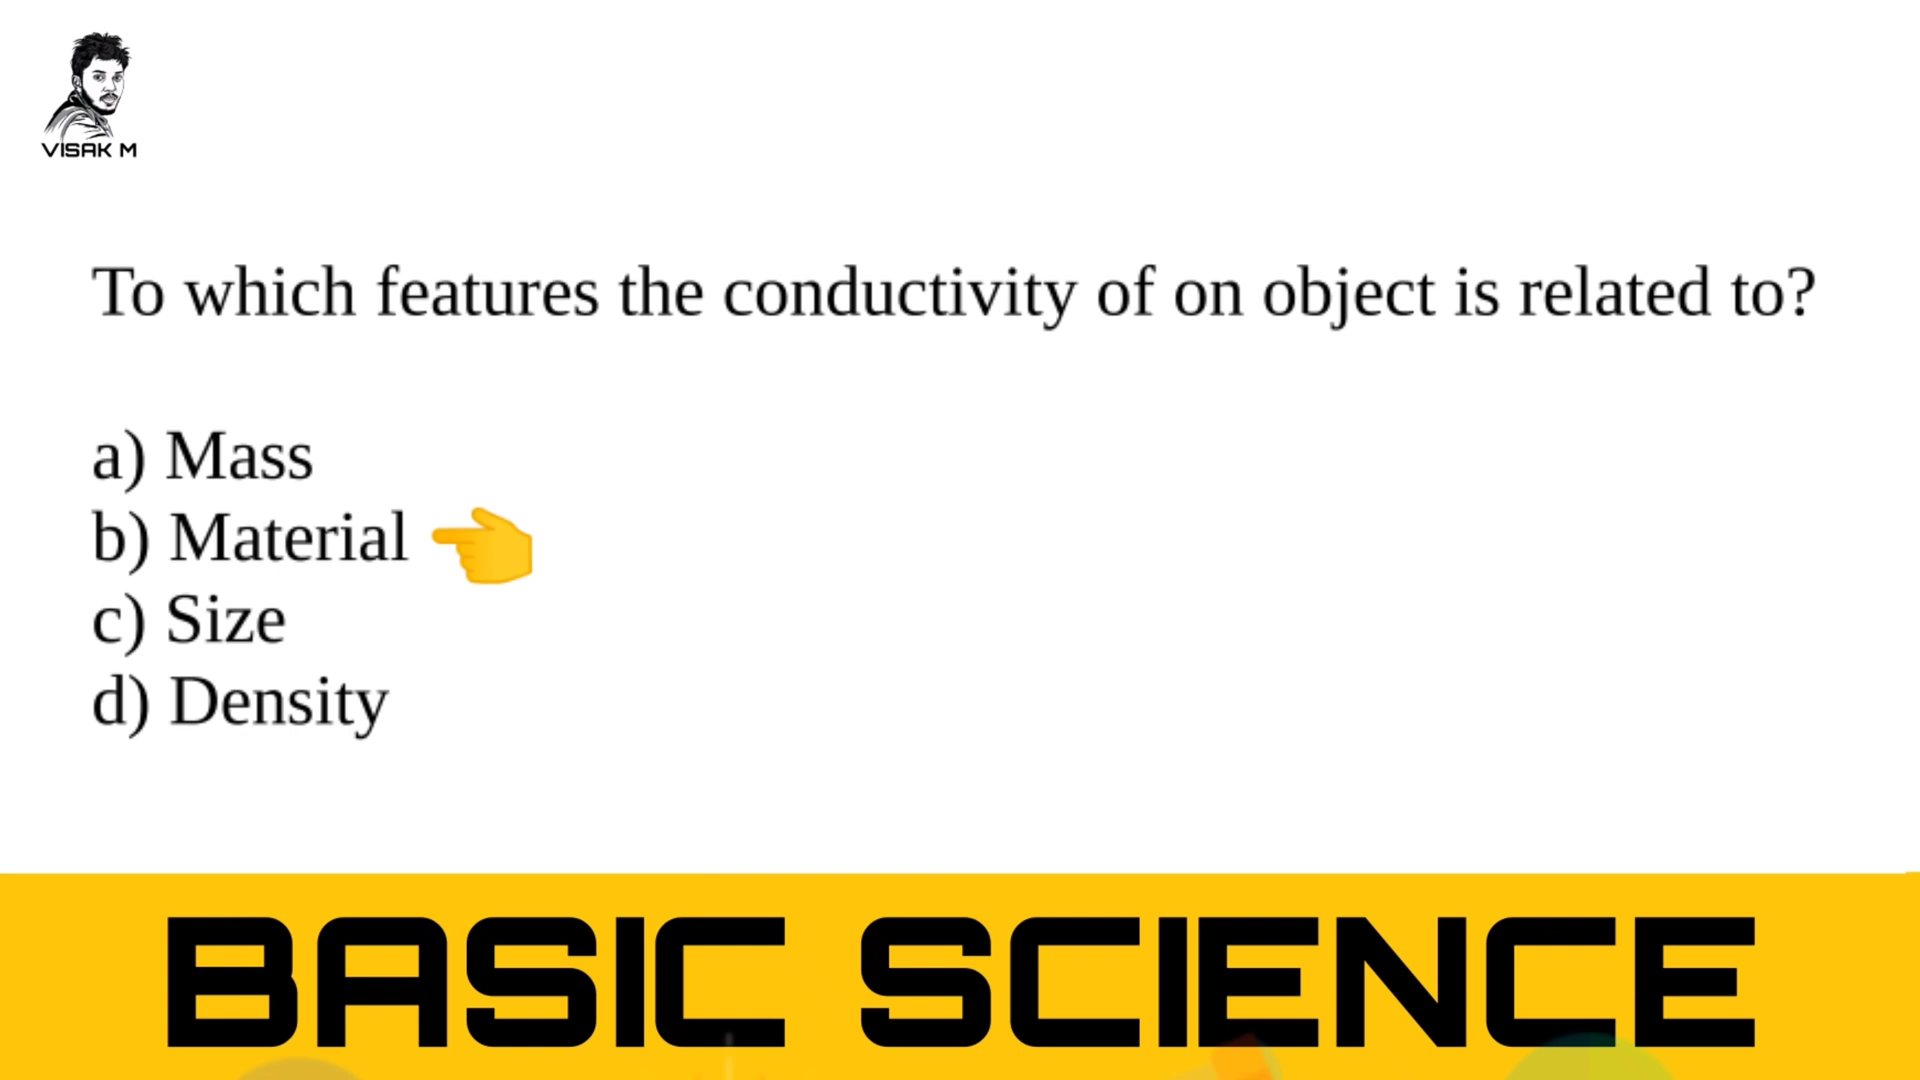 VISAK M
To which features the conductivity of on object is related to?
a) Mass
b) Material
c) Size
d) Density
BASIC SCIENCE